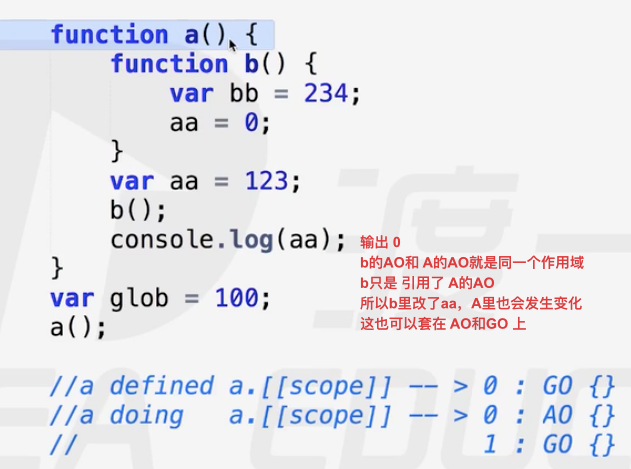 function a() {
function b() {
var bb = 234;
aa = 0;
}
var aa = 123;
b();
console.log(aa);
输出 0
b的AO和 A的AO就是同一个作用域
}
b只是 引用了 A的AO
var glob = 100;
所以b里改了aa，A里也会发生变化
a();
这也可以套在 AO和GO 上
//a defined a.[[scope]] —— > 0 : GO {}
//a doing   a.[[scope]] —— > 0 : AO {}
//                           1 : GO {}